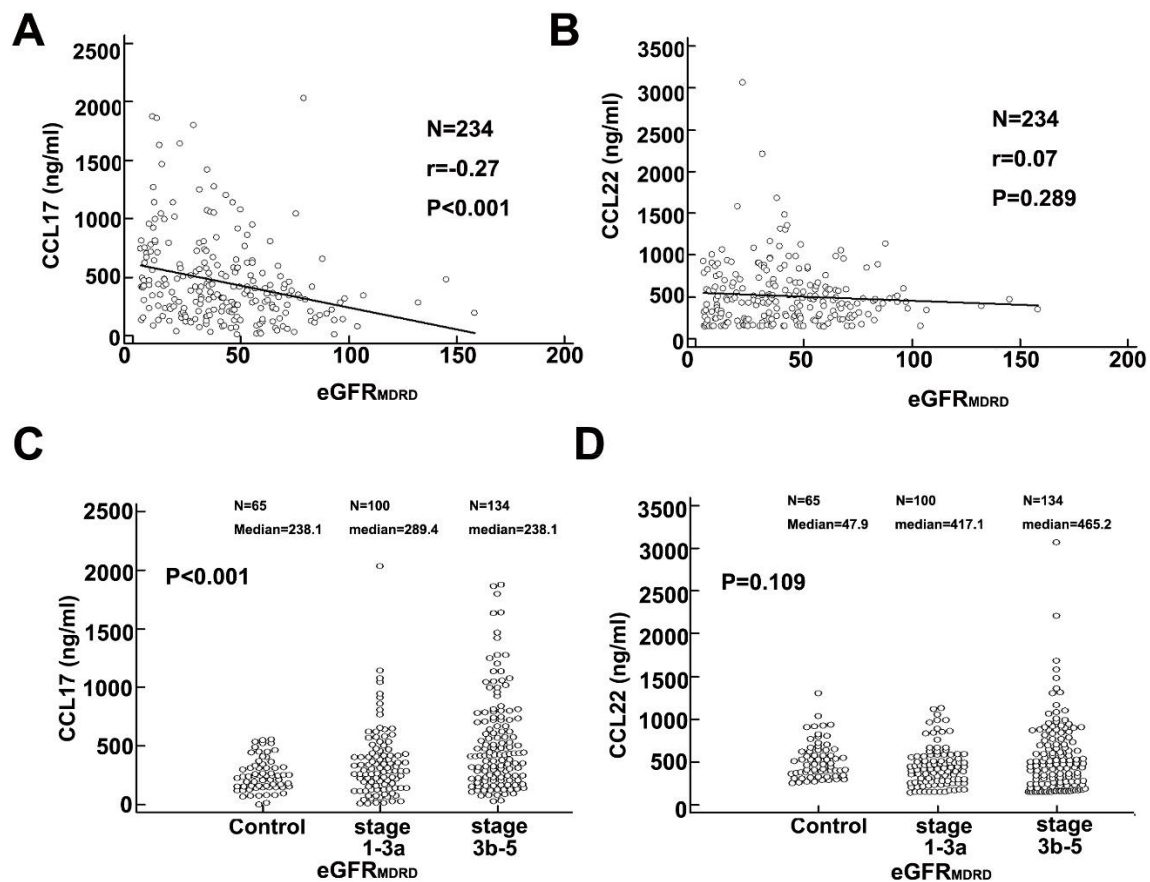 A
2500
2000
1500
1000
500
0
CCL17 (ng/ml)
N=234
r=-0.27
P<0.001
0 50 100 150 200
eGFRMDRD
B
3500
3000
2500
2000
1500
1000
500
0
CCL22 (ng/ml)
N=234
r=0.07
P=0.289
0 50 100 150 200
eGFRMDRD
C
N=65 N=100 N=134
Median=238.1 median=289.4 median=238.1
2500
2000
1500
1000
500
0
CCL17 (ng/ml)
P<0.001
Control stage stage
1-3a 3b-5
eGFRMDRD
D
N=65 N=100 N=134
Median=47.9 median=417.1 median=465.2
3500
3000
2500
2000
1500
1000
500
0
CCL22 (ng/ml)
P=0.109
Control stage stage
1-3a 3b-5
eGFRMDRD